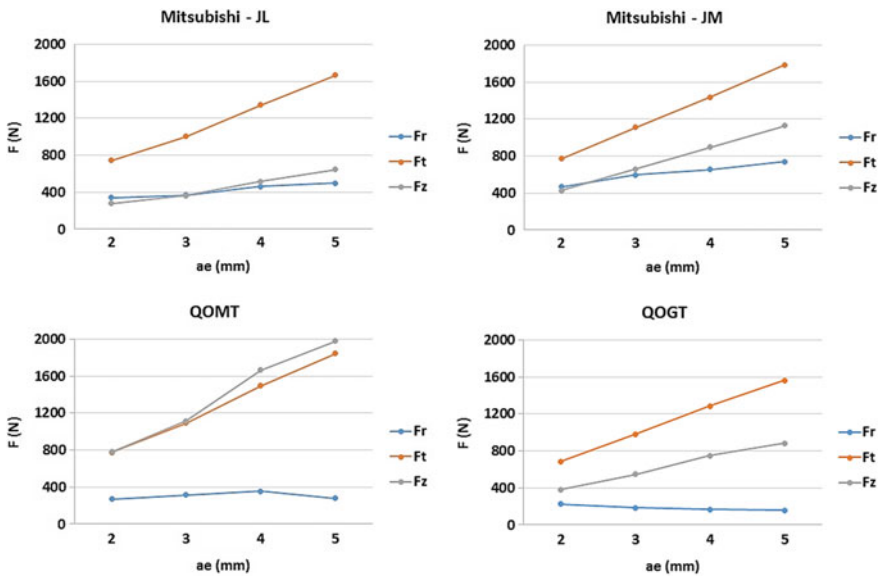 Mitsubishi - JL
F (N)
2000
1600
1200
800
400
0
2 3 4 5
ae (mm)
Fr
Ft
Fz
Mitsubishi - JM
F (N)
2000
1600
1200
800
400
0
2 3 4 5
ae (mm)
Fr
Ft
Fz
QOMT
F (N)
2000
1600
1200
800
400
0
2 3 4 5
ae (mm)
Fr
Ft
Fz
QOGT
F (N)
2000
1600
1200
800
400
0
2 3 4 5
ae (mm)
Fr
Ft
Fz